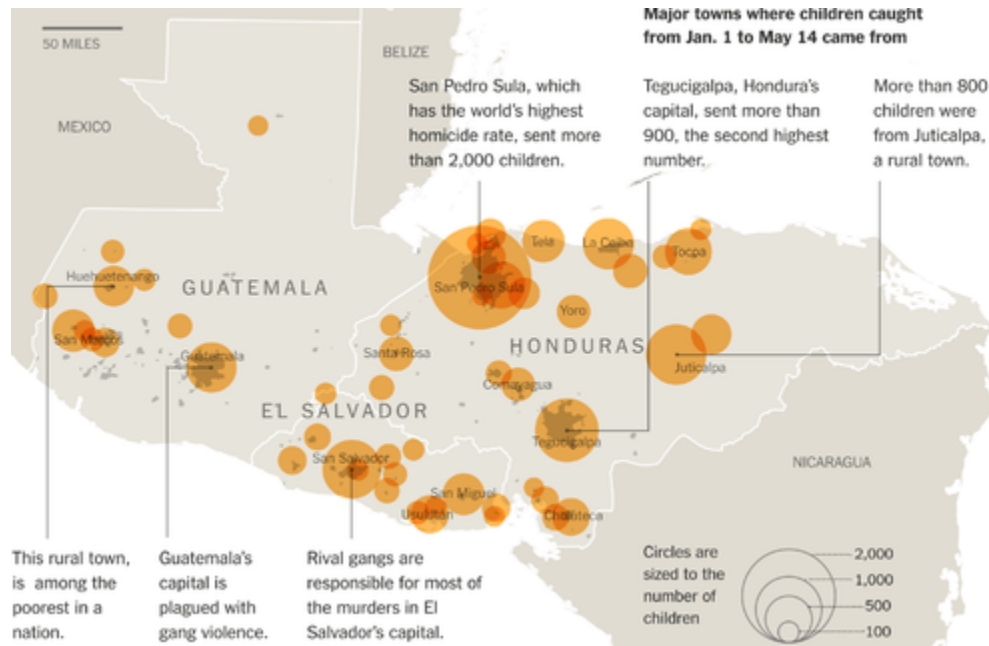 Major towns where children caught
from Jan. 1 to May 14 came from
50 MILES
BELIZE
MEXICO
San Pedro Sula, which
has the world's highest
homicide rate, sent more
than 2,000 children.
Tegucigalpa, Hondura's
capital, sent more than
900, the second highest
number.
More than 800
children were
from Juticalpa,
a rural town.
Tela
La Ceiba
Tocpa
Huehuetenango
GUATEMALA
San Pedro Sula
Yoro
San Marcos
Guatemala
Santa Rosa
HONDURAS
Juticalpa
Comayagua
EL SALVADOR
Tegucigalpa
San Salvador
NICARAGUA
San Miguel
Usulután
Choluteca
This rural town,
is among the
poorest in a
nation.
Guatemala's
capital is
plagued with
gang violence.
Rival gangs are
responsible for most of
the murders in El
Salvador's capital.
Circles are
sized to the
number of
children
2,000
1,000
500
100